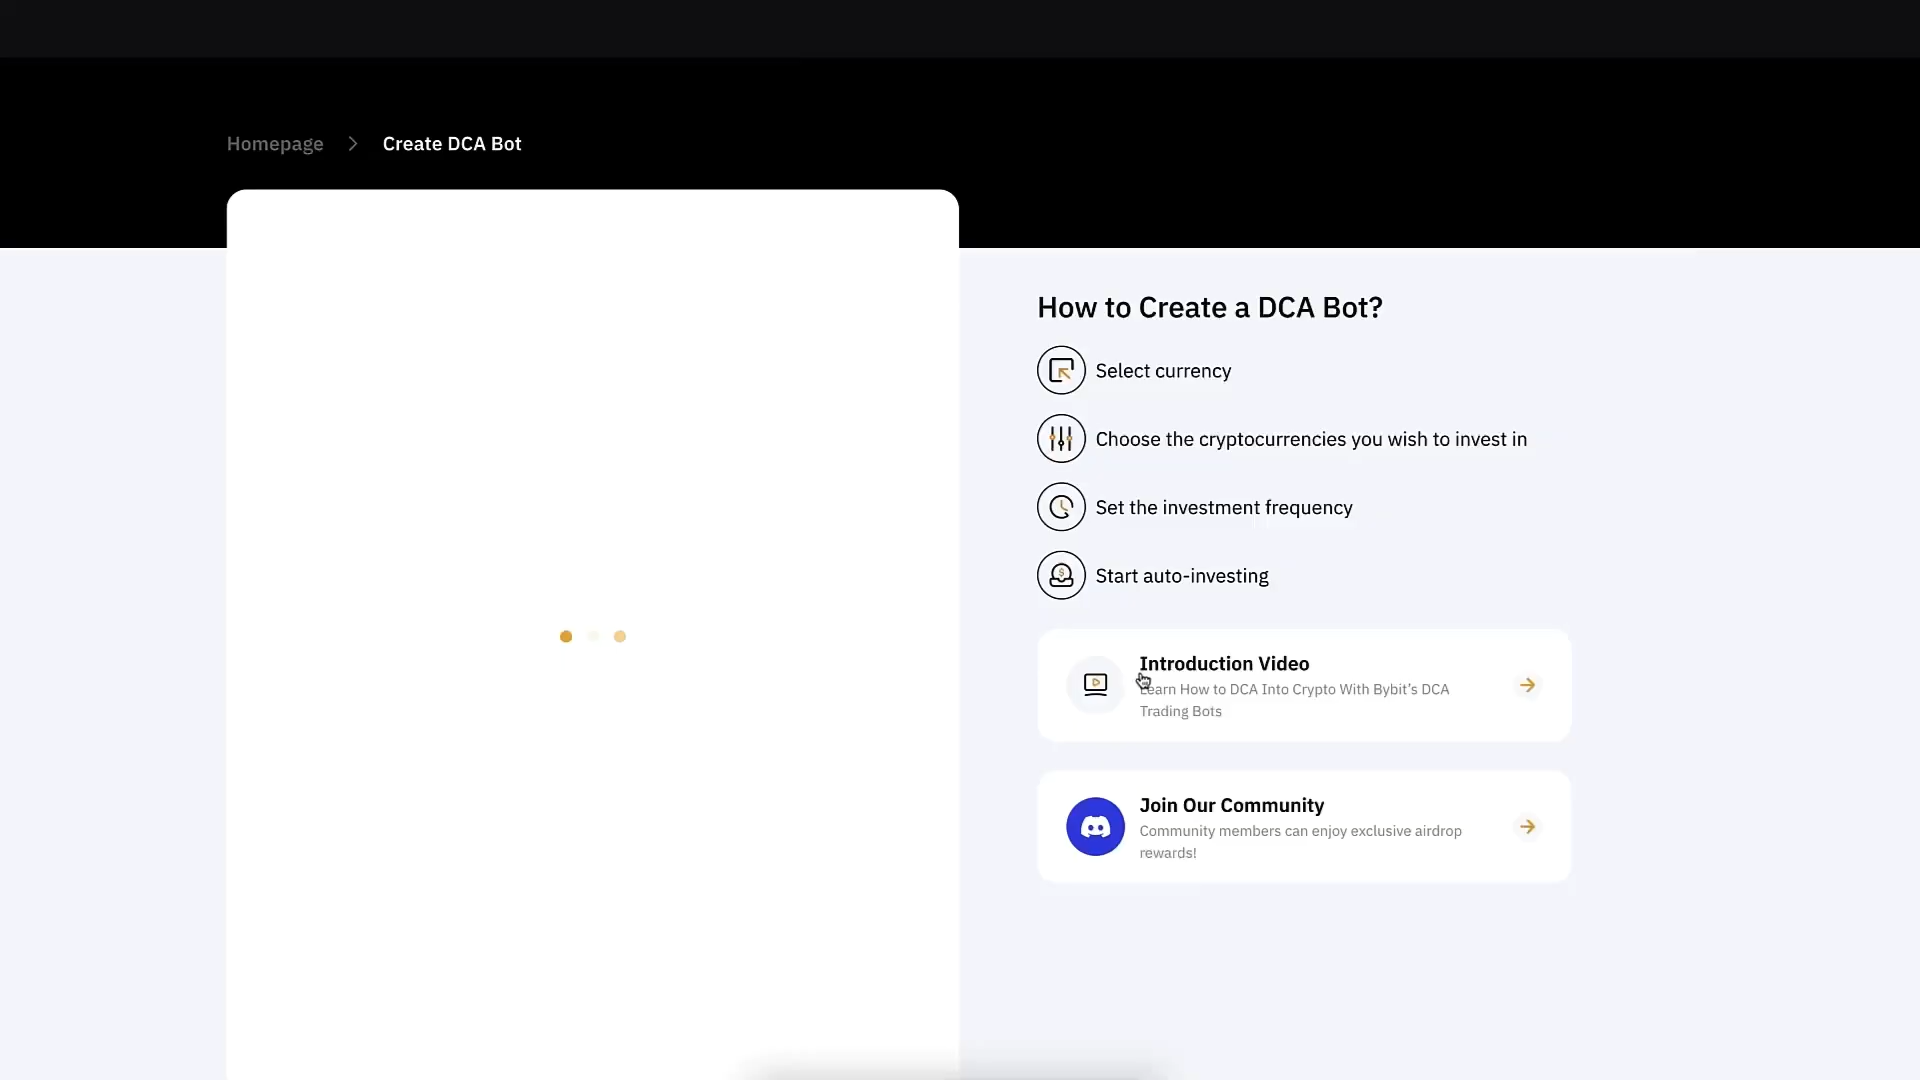 Homepage > Create DCA Bot
How to Create a DCA Bot?
Select currency
Choose the cryptocurrencies you wish to invest in
Set the investment frequency
Start auto-investing
Introduction Video
Learn How to DCA Into Crypto With Bybit’s DCA
Trading Bots
Join Our Community
Community members can enjoy exclusive airdrop
rewards!